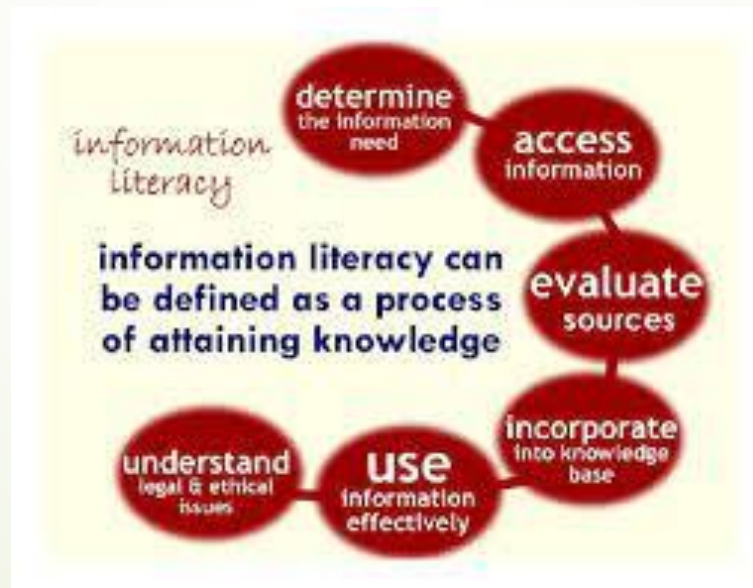 information
literacy
information literacy can
be defined as a process
of attaining knowledge
determine
the information
need
access
information
evaluate
sources
incorporate
into knowledge
base
use
information
effectively
understand
legal & ethical
issues